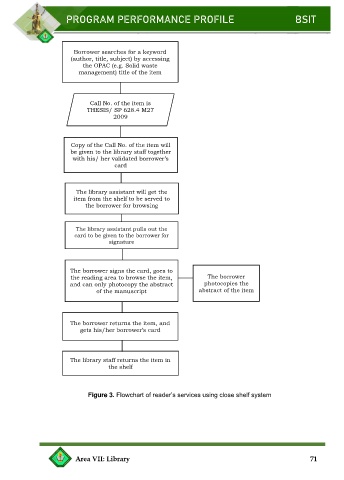 PROGRAM PERFORMANCE PROFILE BSIT
Borrower searches for a keyword
(author, title, subject) by accessing
the OPAC (e.g. Solid waste
management) title of the item
Call No. of the item is
THESIS/ SP 628.4 M27
2009
Copy of the Call No. of the item will
be given to the library staff together
with his/ her validated borrower's
card
The library assistant will get the
item from the shelf to be served to
the borrower for browsing
The library assistant pulls out the
card to be given to the borrower for
signature
The borrower signs the card, goes to
the reading area to browse the item,
and can only photocopy the abstract
of the manuscript
The borrower
photocopies the
abstract of the item
The borrower returns the item, and
gets his/her borrower's card
The library staff returns the item in
the shelf
Figure 3. Flowchart of reader's services using close shelf system
Area VII: Library 71